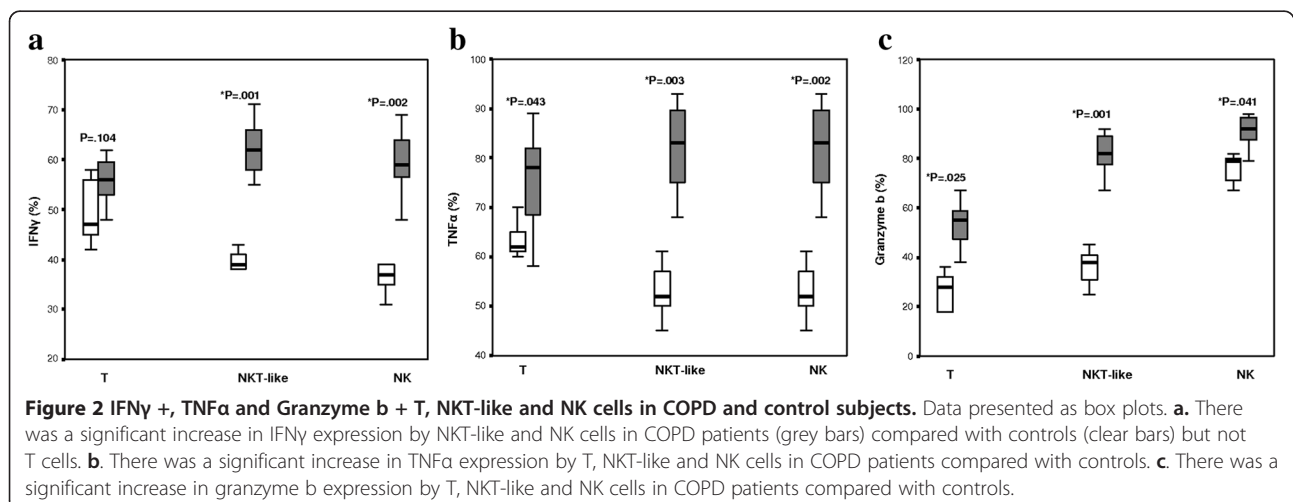 a
80
70
60
50
40
30
20
IFNγ (%)
P=.104
*P=.001
*P=.002
T
NKT-like
NK
b
100
90
80
70
60
50
40
TNFα (%)
*P=.043
*P=.003
*P=.002
T
NKT-like
NK
c
120
100
80
60
40
20
0
Granzyme b (%)
*P=.025
*P=.001
*P=.041
T
NKT-like
NK
Figure 2 IFNγ +, TNFα and Granzyme b + T, NKT-like and NK cells in COPD and control subjects. Data presented as box plots. a. There
was a significant increase in IFNγ expression by NKT-like and NK cells in COPD patients (grey bars) compared with controls (clear bars) but not
T cells. b. There was a significant increase in TNFα expression by T, NKT-like and NK cells in COPD patients compared with controls. c. There was a
significant increase in granzyme b expression by T, NKT-like and NK cells in COPD patients compared with controls.